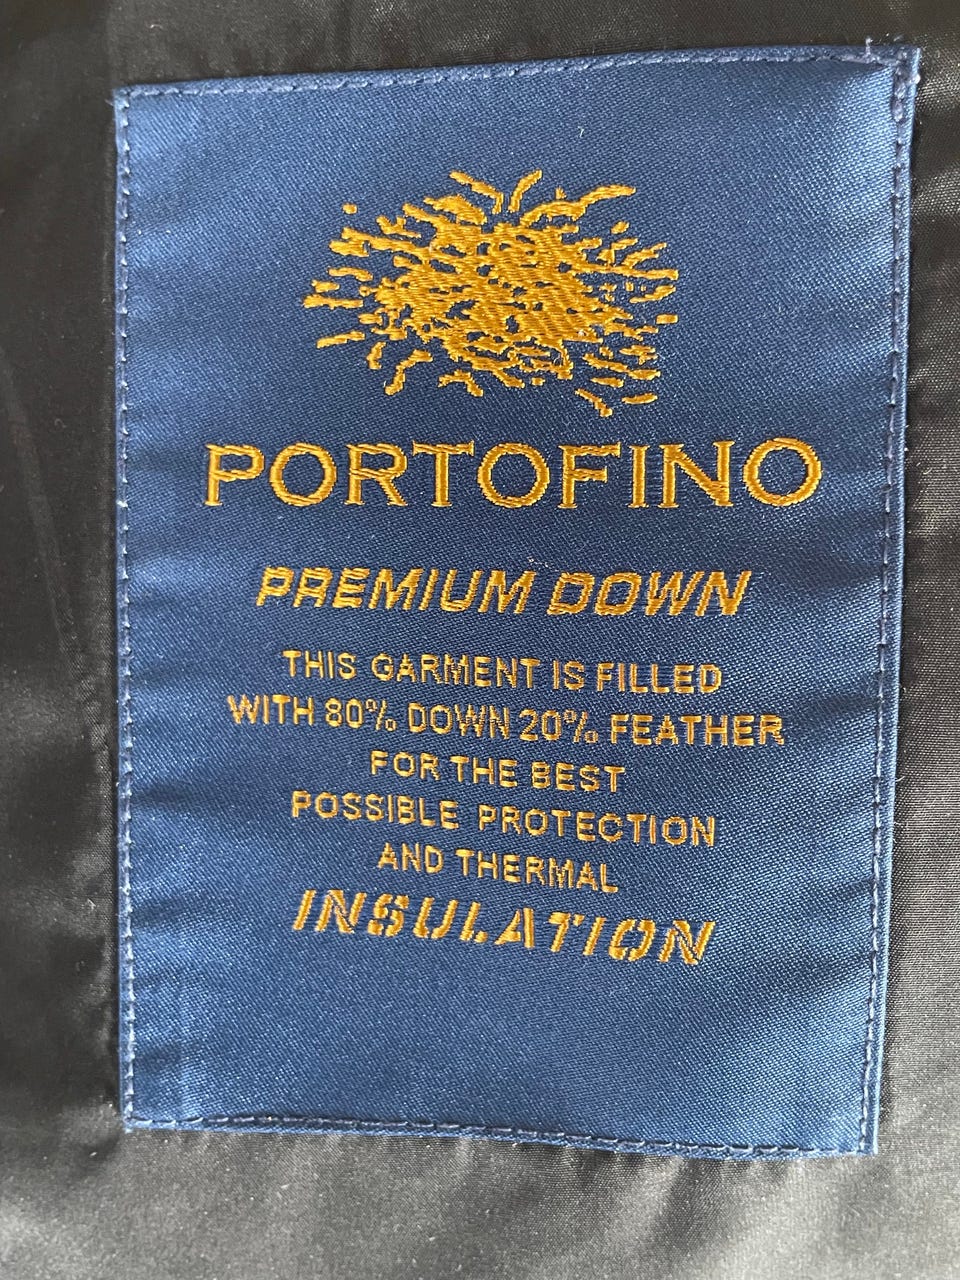 PORTOFINO
PREMIUM DOWN
THIS GARMENT IS FILLED
WITH 80% DOWN 20% FEATHER
FOR THE BEST
POSSIBLE PROTECTION
AND THERMAL
INSULATION